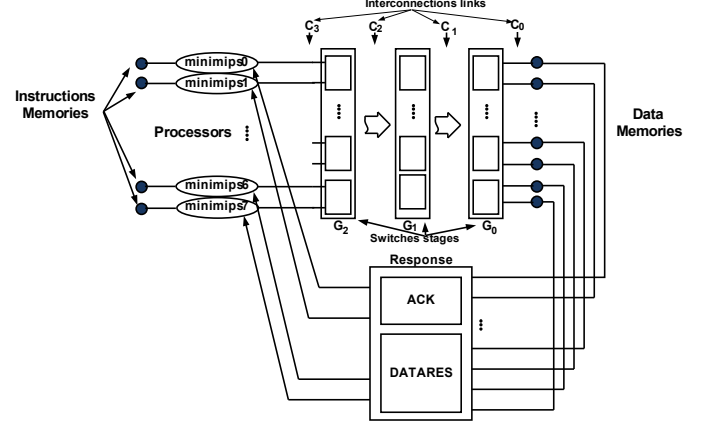 Interconnections links
C3 C2 C1 C0
minimips0
minimips1
Instructions
Memories
Processors
Data
Memories
minimips6
minimips7
G2 G1 G0
Switches stages
Response
ACK
DATARES